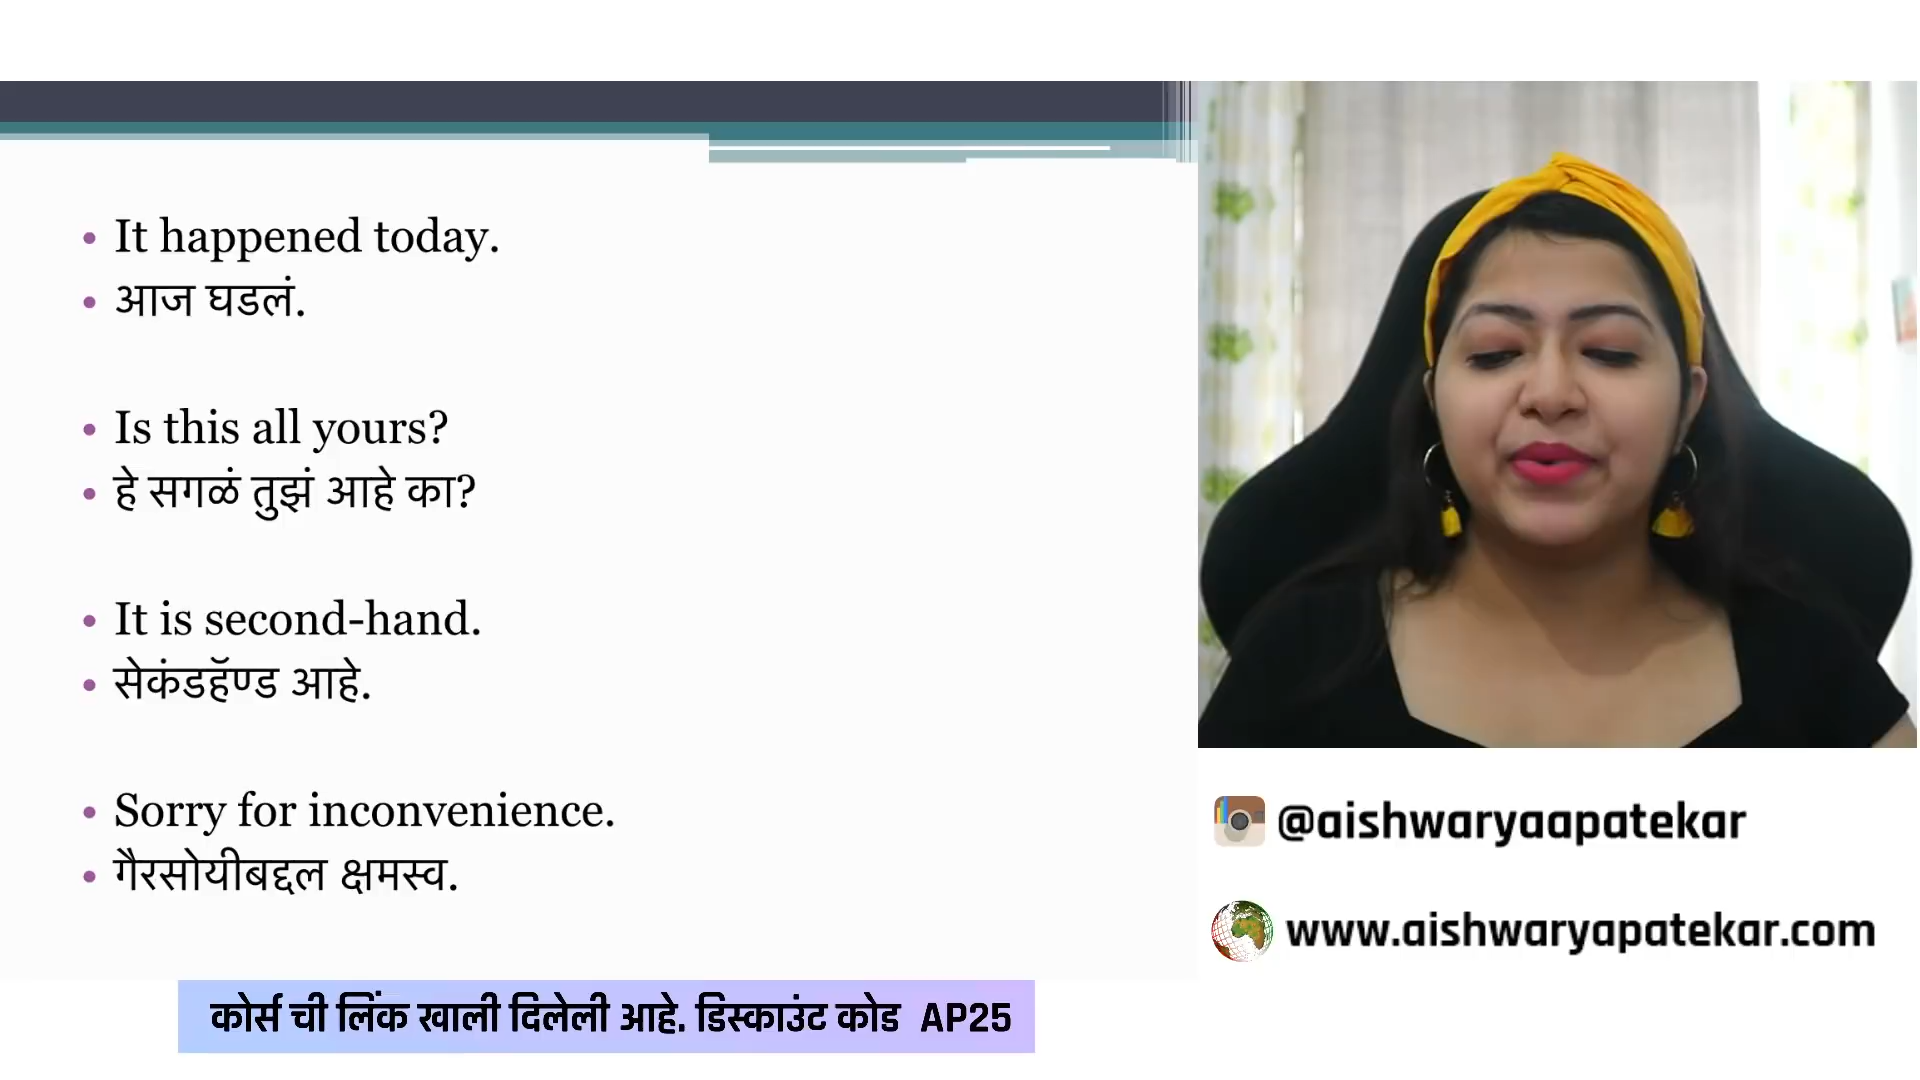 It happened today.
आज घडलं.
Is this all yours?
हे सगळं तुझं आहे का?
It is second-hand.
सेकंडहॅण्ड आहे.
Sorry for inconvenience.
गैरसोयीबद्दल क्षमस्व.
@aishwaryaapatekar
www.aishwaryapatekar.com
कोर्स ची लिंक खाली दिलेली आहे. डिस्काउंट कोड AP25